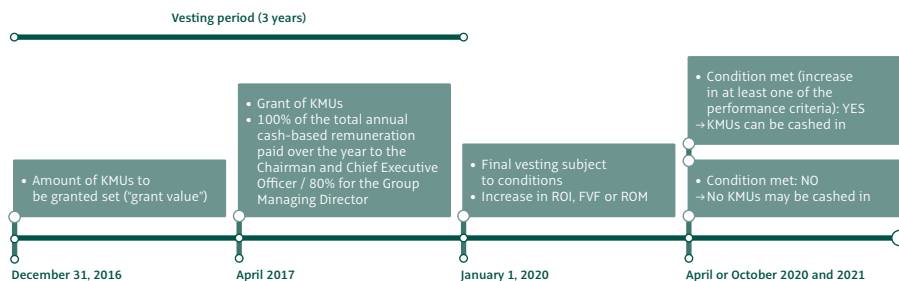 Vesting period (3 years)
• Amount of KMUs to
be granted set ("grant value")
• Grant of KMUs
• 100% of the total annual
cash-based remuneration
paid over the year to the
Chairman and Chief Executive
Officer / 80% for the Group
Managing Director
• Final vesting subject
to conditions
• Increase in ROI, FVF or ROM
• Condition met (increase
in at least one of the
performance criteria): YES
→KMUs can be cashed in
• Condition met: NO
→No KMUs may be cashed in
December 31, 2016
April 2017
January 1, 2020
April or October 2020 and 2021